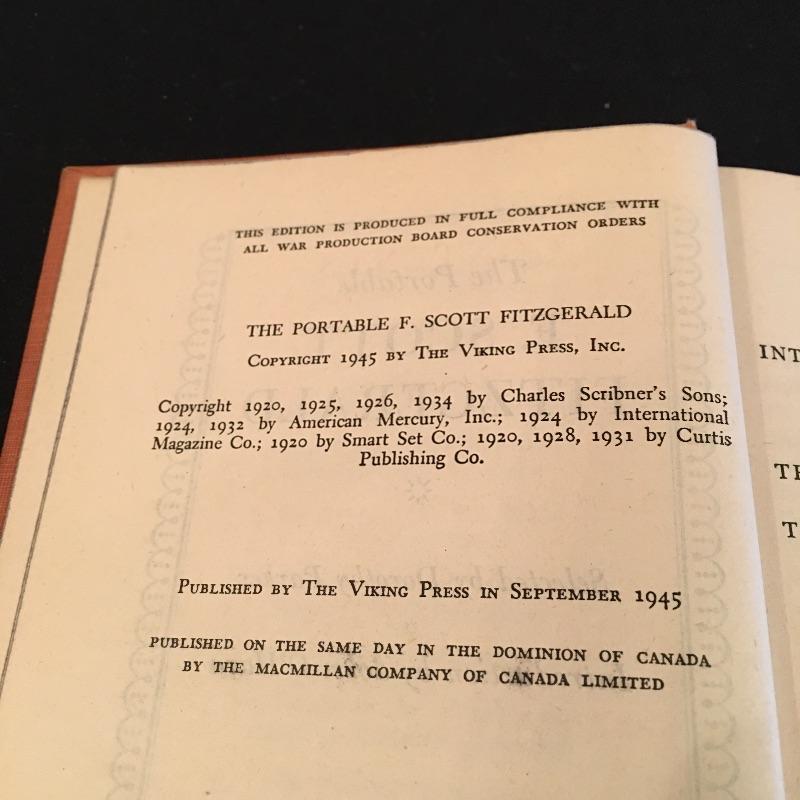 THIS EDITION IS PRODUCED IN FULL COMPLIANCE WITH
ALL WAR PRODUCTION BOARD CONSERVATION ORDERS
THE PORTABLE F. SCOTT FITZGERALD
COPYRIGHT 1945 BY THE VIKING PRESS, INC.
Copyright 1920, 1925, 1926, 1934 by Charles Scribner's Sons;
1924, 1932 by American Mercury, Inc.; 1924 by International
Magazine Co.; 1920 by Smart Set Co.; 1920, 1928, 1931 by Curtis
Publishing Co.
PUBLISHED BY THE VIKING PRESS IN SEPTEMBER 1945
PUBLISHED ON THE SAME DAY IN THE DOMINION OF CANADA
BY THE MACMILLAN COMPANY OF CANADA LIMITED
INT
T